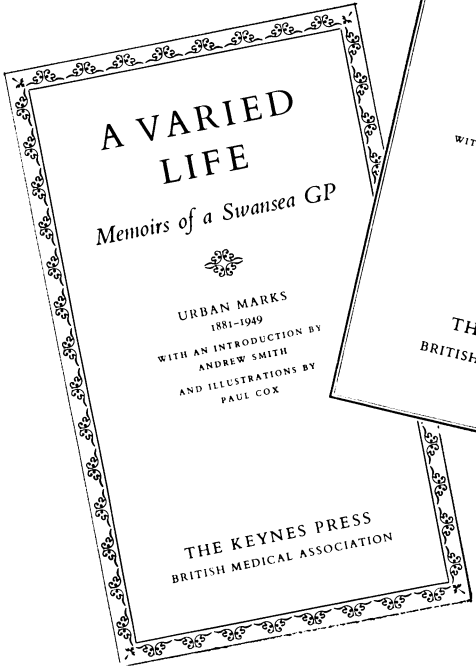 A VARIED
LIFE
Memoirs of a Swansea GP
URBAN MARKS
1881–1949
WITH AN INTRODUCTION BY
ANDREW SMITH
AND ILLUSTRATIONS BY
PAUL COX
THE KEYNES PRESS
BRITISH MEDICAL ASSOCIATION
WIT
TH
BRITISH